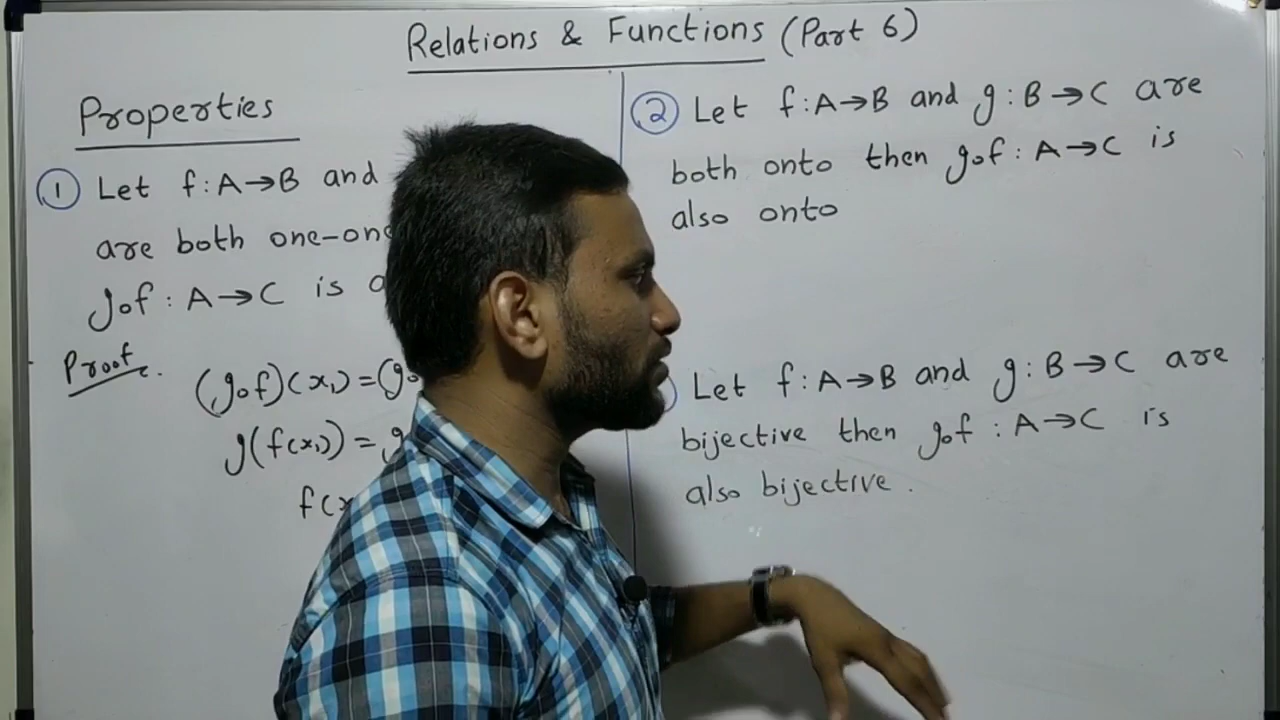 Relations & Functions (Part 6)
Properties
① Let f:A→B and
are both one-one
gof : A→C is
Proof
(gof)(x₁)=(go
g(f(x₁))=g
f(x
② Let f:A→B and g:B→C are
both onto then gof:A→C is
also onto
Let f:A→B and g:B→C are
bijective then gof:A→C is
also bijective.